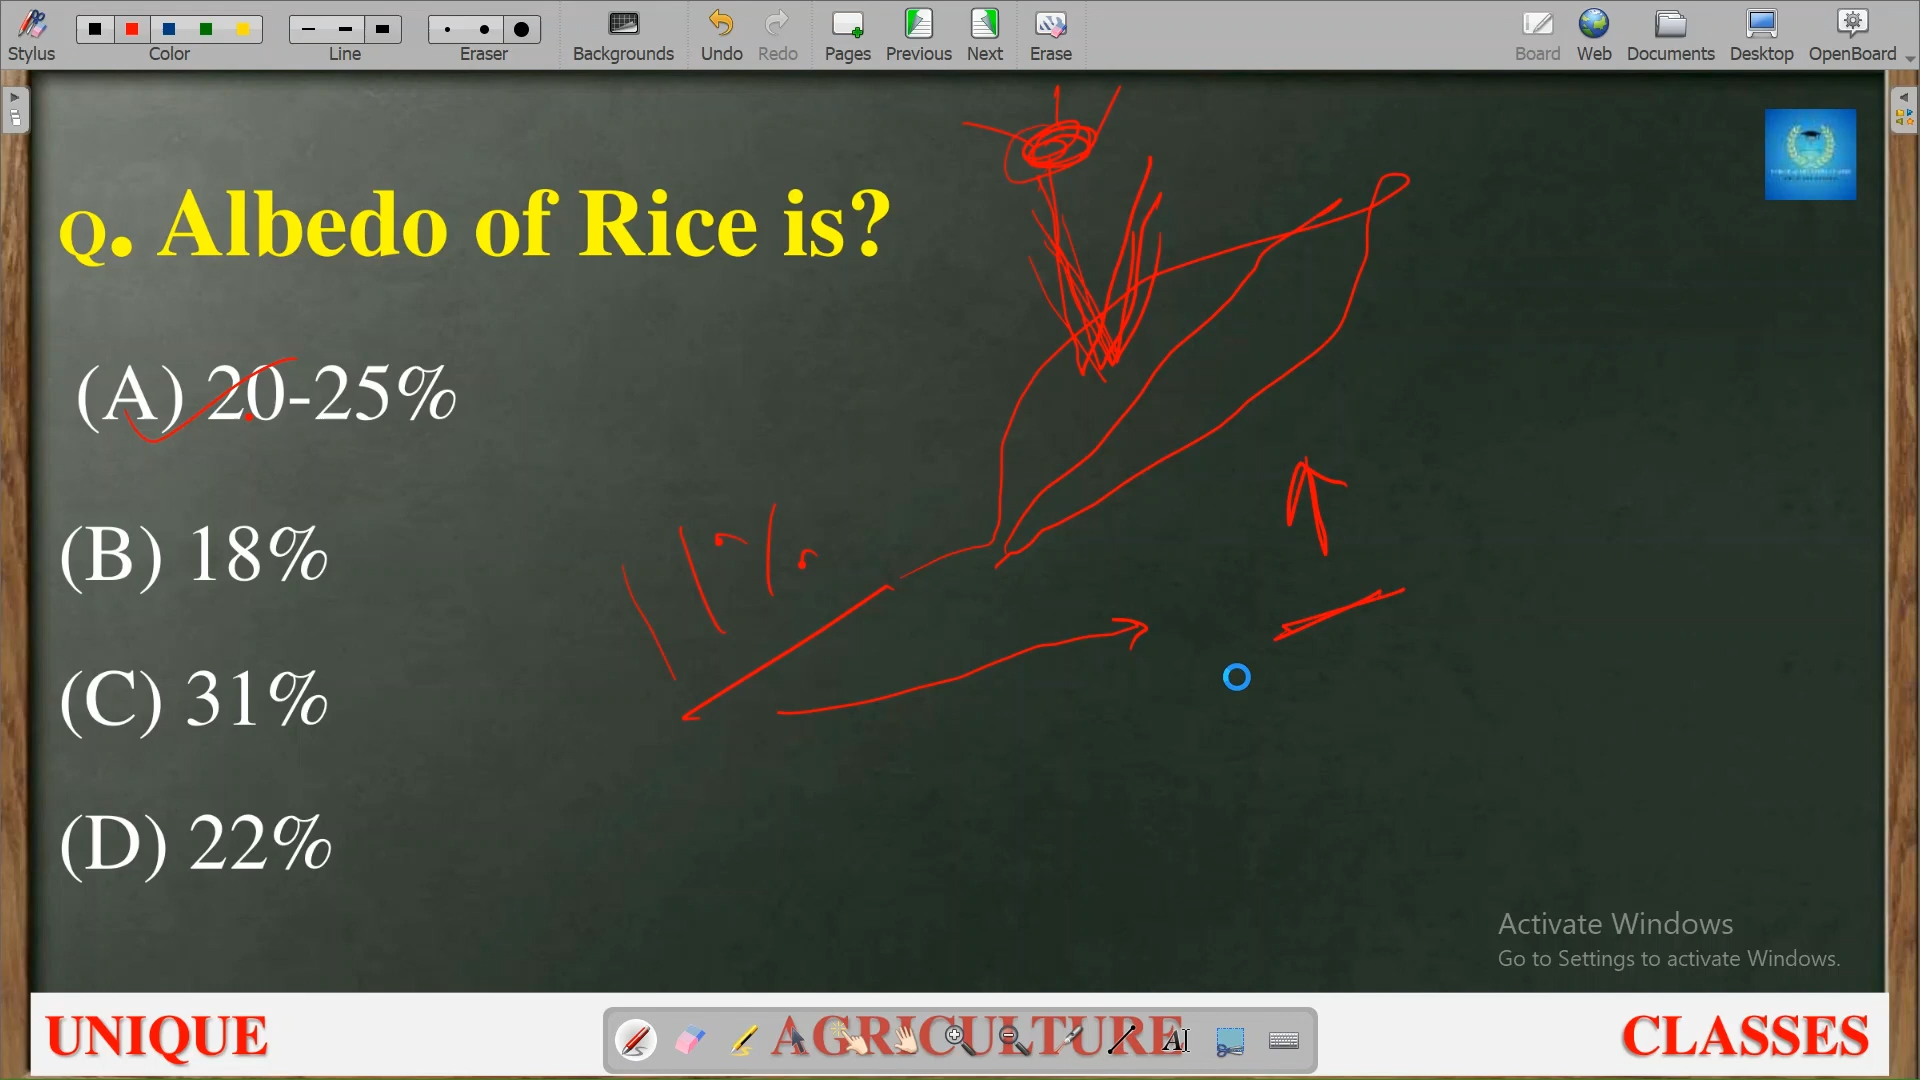 Stylus Color Line Eraser Backgrounds Undo Redo Pages Previous Next Erase Board Web Documents Desktop OpenBoard
Q. Albedo of Rice is?
(A) 20-25%
(B) 18%
(C) 31%
(D) 22%
Activate Windows
Go to Settings to activate Windows.
UNIQUE AGRICULTURE CLASSES